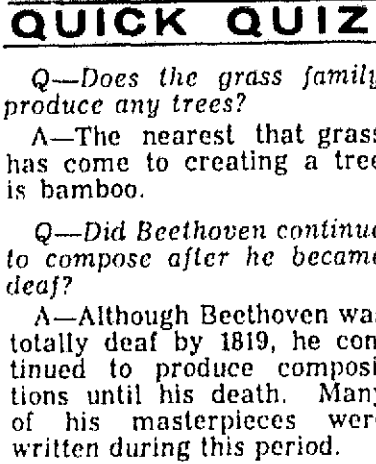 QUICK QUIZ
Q—Does the grass family
produce any trees?
A—The nearest that grass
has come to creating a tree
is bamboo.
Q—Did Beethoven continue
to compose after he became
deaf?
A—Although Beethoven was
totally deaf by 1819, he con
tinued to produce composi
tions until his death. Many
of his masterpieces were
written during this period.